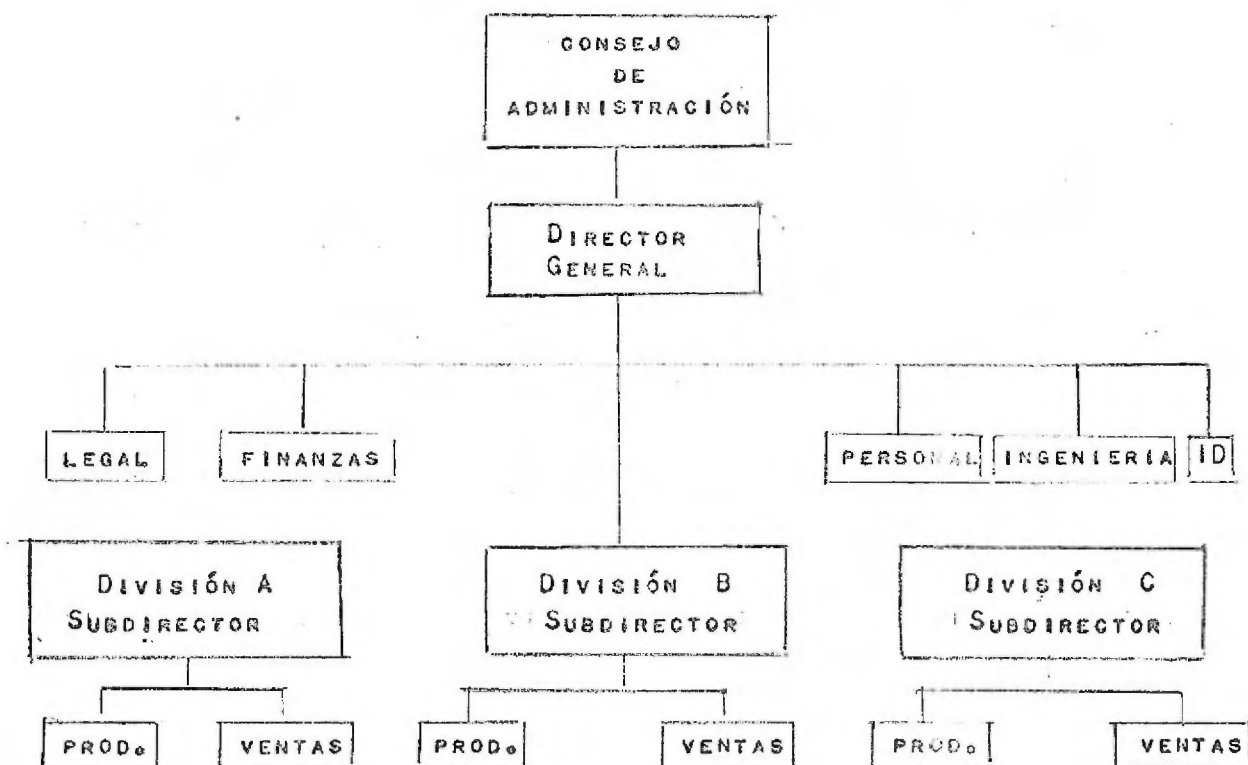 CONSEJO
DE
ADMINISTRACIÓN
DIRECTOR
GENERAL
LEGAL
FINANZAS
PERSONAL
INGENIERIA
ID
DIVISIÓN A
SUBDIRECTOR
DIVISIÓN B
SUBDIRECTOR
DIVISIÓN C
SUBDIRECTOR
PROD.
VENTAS
PROD.
VENTAS
PROD.
VENTAS